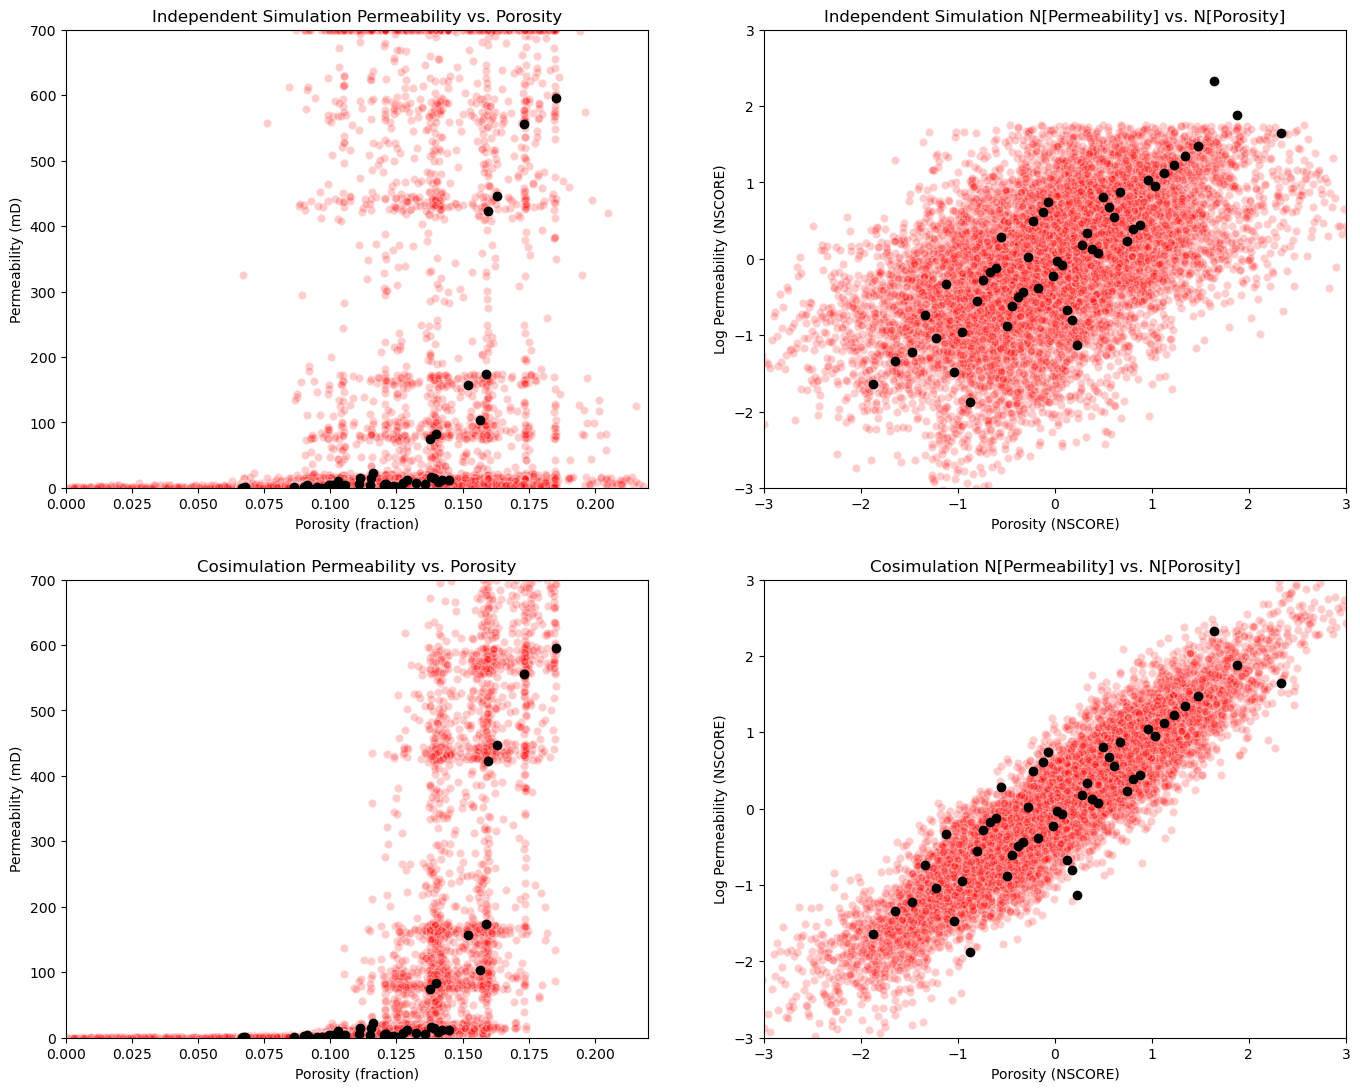 Independent Simulation Permeability vs. Porosity
Permeability (mD)
700
600
500
400
300
200
100
0
0.000 0.025 0.050 0.075 0.100 0.125 0.150 0.175 0.200
Porosity (fraction)
Independent Simulation N[Permeability] vs. N[Porosity]
Log Permeability (NSCORE)
3
2
1
0
−1
−2
−3
−3 −2 −1 0 1 2 3
Porosity (NSCORE)
Cosimulation Permeability vs. Porosity
Permeability (mD)
700
600
500
400
300
200
100
0
0.000 0.025 0.050 0.075 0.100 0.125 0.150 0.175 0.200
Porosity (fraction)
Cosimulation N[Permeability] vs. N[Porosity]
Log Permeability (NSCORE)
3
2
1
0
−1
−2
−3
−3 −2 −1 0 1 2 3
Porosity (NSCORE)